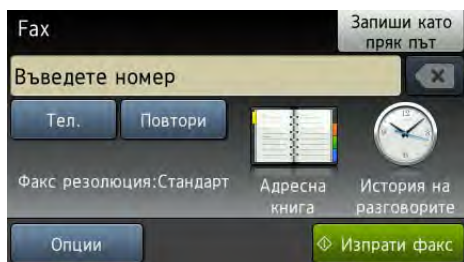 Fax
Запиши като
пряк път
Въведете номер
Тел.
Повтори
Факс резолюция:Стандарт
Адресна
книга
История на
разговорите
Опции
Изпрати факс